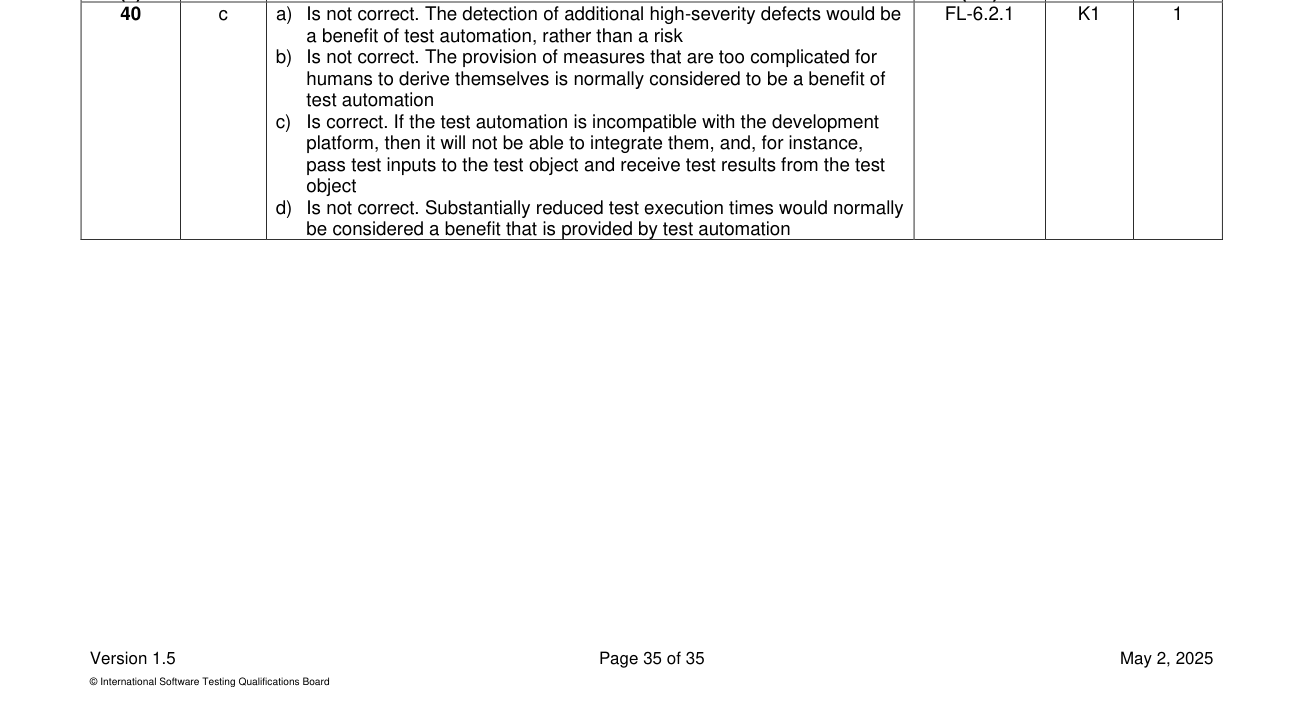 40
c
a) Is not correct. The detection of additional high-severity defects would be
a benefit of test automation, rather than a risk
b) Is not correct. The provision of measures that are too complicated for
humans to derive themselves is normally considered to be a benefit of
test automation
c) Is correct. If the test automation is incompatible with the development
platform, then it will not be able to integrate them, and, for instance,
pass test inputs to the test object and receive test results from the test
object
d) Is not correct. Substantially reduced test execution times would normally
be considered a benefit that is provided by test automation
FL-6.2.1
K1
1
Version 1.5
Page 35 of 35
May 2, 2025
© International Software Testing Qualifications Board